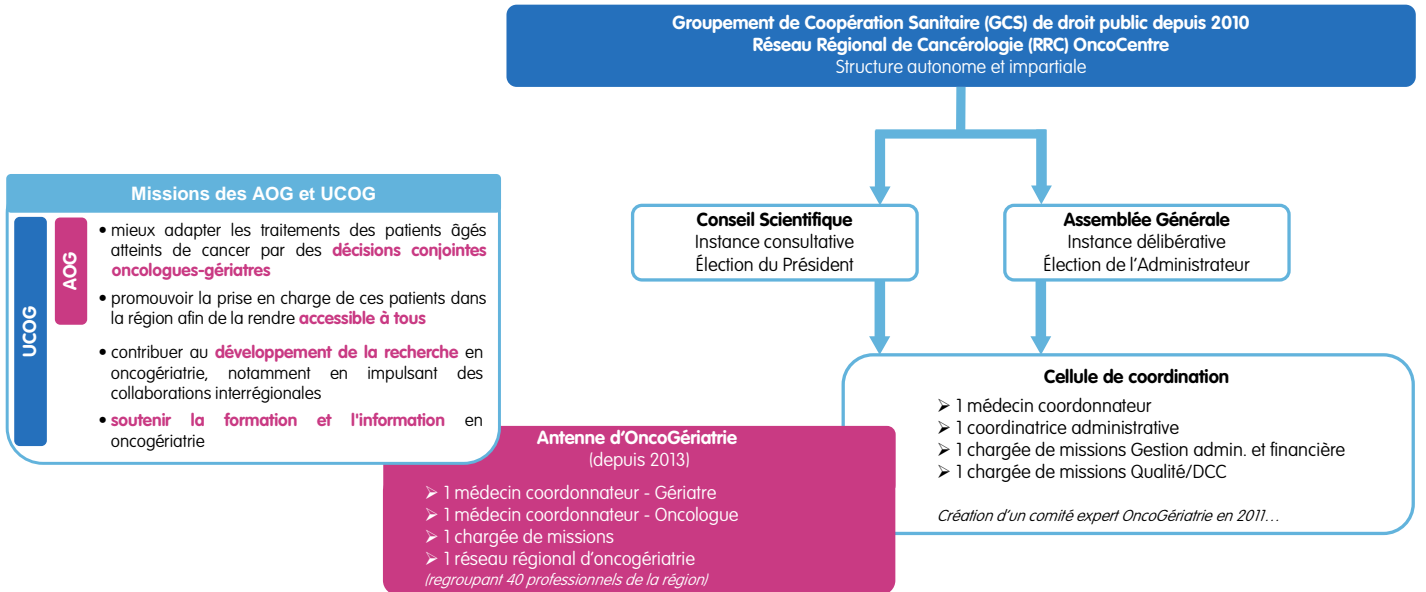 Groupement de Coopération Sanitaire (GCS) de droit public depuis 2010
Réseau Régional de Cancérologie (RRC) OncoCentre
Structure autonome et impartiale
Missions des AOG et UCOG
UCOG
AOG
• mieux adapter les traitements des patients âgés
atteints de cancer par des décisions conjointes
oncologues-gériatres
• promouvoir la prise en charge de ces patients dans
la région afin de la rendre accessible à tous
• contribuer au développement de la recherche en
oncogériatrie, notamment en impulsant des
collaborations interrégionales
• soutenir la formation et l'information en
oncogériatrie
Conseil Scientifique
Instance consultative
Élection du Président
Assemblée Générale
Instance délibérative
Élection de l'Administrateur
Antenne d'OncoGériatrie
(depuis 2013)
➢ 1 médecin coordonnateur - Gériatre
➢ 1 médecin coordonnateur - Oncologue
➢ 1 chargée de missions
➢ 1 réseau régional d'oncogériatrie
(regroupant 40 professionnels de la région)
Cellule de coordination
➢ 1 médecin coordonnateur
➢ 1 coordinatrice administrative
➢ 1 chargée de missions Gestion admin. et financière
➢ 1 chargée de missions Qualité/DCC
Création d'un comité expert OncoGériatrie en 2011…